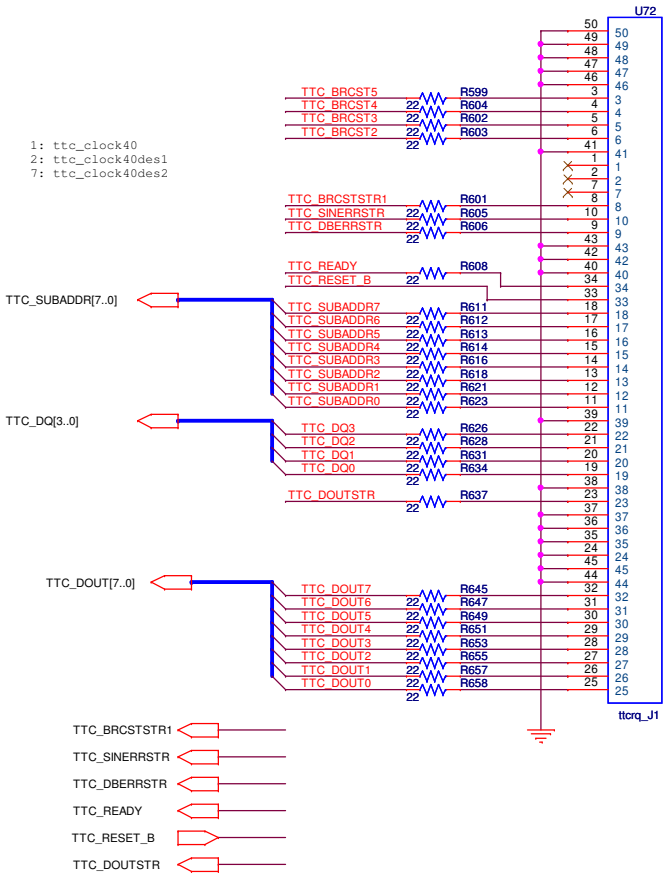 U72
50 50
49 49
48 48
47 47
46 46
TTC_BRCST5 22 R599 3 3
TTC_BRCST4 22 R604 4 4
TTC_BRCST3 22 R602 5 5
TTC_BRCST2 22 R603 6 6
41 41
1: ttc_clock40
2: ttc_clock40des1
7: ttc_clock40des2
1 1
2 2
7 7
TTC_BRCSTSTR1 22 R601 8 8
TTC_SINERRSTR 22 R605 10 10
TTC_DBERRSTR 22 R606 9 9
43 43
42 42
40 40
TTC_READY 22 R608 34 34
TTC_RESET_B 33 33
TTC_SUBADDR[7..0]
TTC_SUBADDR7 22 R611 18 18
TTC_SUBADDR6 22 R612 17 17
TTC_SUBADDR5 22 R613 16 16
TTC_SUBADDR4 22 R614 15 15
TTC_SUBADDR3 22 R616 14 14
TTC_SUBADDR2 22 R618 13 13
TTC_SUBADDR1 22 R621 12 12
TTC_SUBADDR0 22 R623 11 11
39 39
TTC_DQ[3..0]
TTC_DQ3 22 R626 22 22
TTC_DQ2 22 R628 21 21
TTC_DQ1 22 R631 20 20
TTC_DQ0 22 R634 19 19
38 38
TTC_DOUTSTR 22 R637 23 23
37 37
36 36
35 35
24 24
45 45
44 44
TTC_DOUT[7..0]
TTC_DOUT7 22 R645 32 32
TTC_DOUT6 22 R647 31 31
TTC_DOUT5 22 R649 30 30
TTC_DOUT4 22 R651 29 29
TTC_DOUT3 22 R653 28 28
TTC_DOUT2 22 R655 27 27
TTC_DOUT1 22 R657 26 26
TTC_DOUT0 22 R658 25 25
ttcrq_J1
TTC_BRCSTSTR1
TTC_SINERRSTR
TTC_DBERRSTR
TTC_READY
TTC_RESET_B
TTC_DOUTSTR